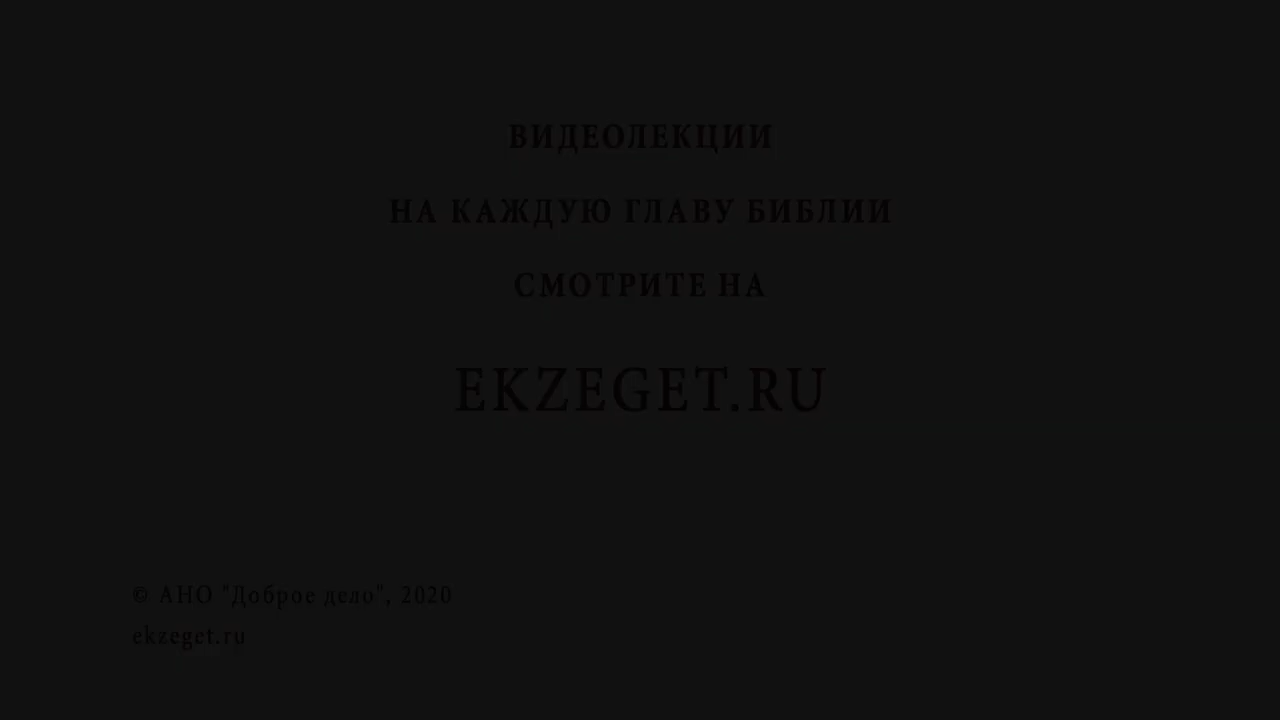 ВИДЕОЛЕКЦИИ
НА КАЖДУЮ ГЛАВУ БИБЛИИ
СМОТРИТЕ НА
EKZEGET.RU
© АНО "Доброе дело", 2020
ekzeget.ru